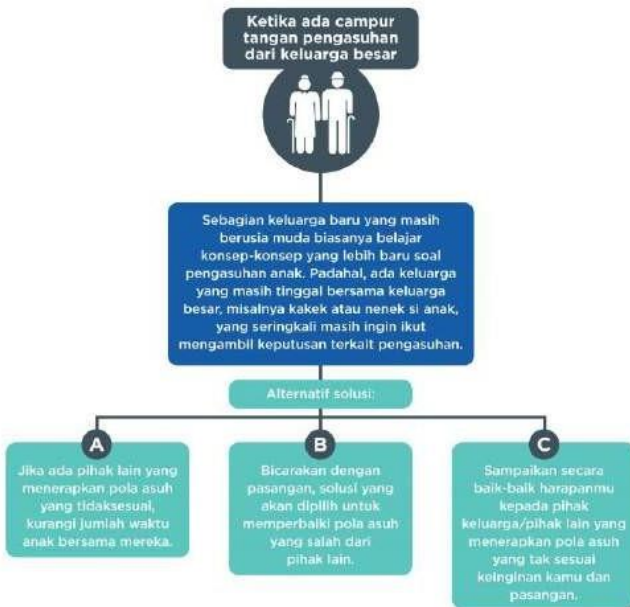 Ketika ada campur
tangan pengasuhan
dari keluarga besar
Sebagian keluarga baru yang masih
berusia muda biasanya belajar
konsep-konsep yang lebih baru soal
pengasuhan anak. Padahal, ada keluarga
yang masih tinggal bersama keluarga
besar, misalnya kakek atau nenek si anak,
yang seringkali masih ingin ikut
mengambil keputusan terkait pengasuhan.
Alternatif solusi:
A
Jika ada pihak lain yang
menerapkan pola asuh
yang tidaksesuai,
kurangi jumlah waktu
anak bersama mereka.
B
Bicarakan dengan
pasangan, solusi yang
akan dipilih untuk
memperbaiki pola asuh
yang salah dari
pihak lain.
C
Sampaikan secara
baik-baik harapanmu
kepada pihak
keluarga/pihak lain yang
menerapkan pola asuh
yang tak sesuai
keinginan kamu dan
pasangan.